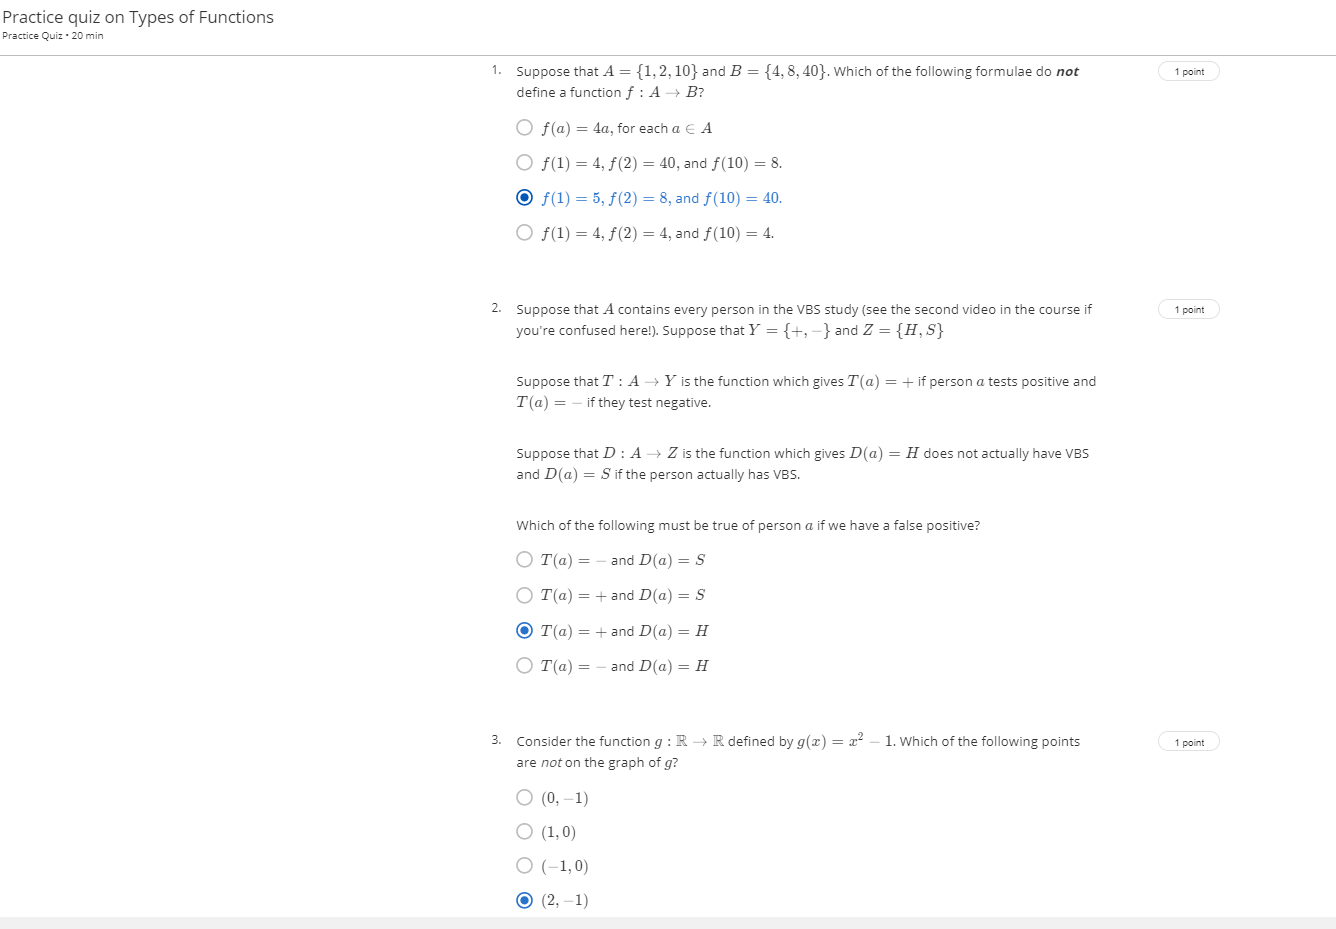 Practice quiz on Types of Functions
Practice Quiz • 20 min
1. Suppose that A = {1, 2, 10} and B = {4, 8, 40}. Which of the following formulae do not
1 point
define a function f : A → B?
f(a) = 4a, for each a ∈ A
f(1) = 4, f(2) = 40, and f(10) = 8.
f(1) = 5, f(2) = 8, and f(10) = 40.
f(1) = 4, f(2) = 4, and f(10) = 4.
2. Suppose that A contains every person in the VBS study (see the second video in the course if
1 point
you're confused here!). Suppose that Y = {+, −} and Z = {H, S}
Suppose that T : A → Y is the function which gives T(a) = + if person a tests positive and
T(a) = − if they test negative.
Suppose that D : A → Z is the function which gives D(a) = H does not actually have VBS
and D(a) = S if the person actually has VBS.
Which of the following must be true of person a if we have a false positive?
T(a) = − and D(a) = S
T(a) = + and D(a) = S
T(a) = + and D(a) = H
T(a) = − and D(a) = H
3. Consider the function g : ℝ → ℝ defined by g(x) = x² − 1. Which of the following points
1 point
are not on the graph of g?
(0, −1)
(1, 0)
(−1, 0)
(2, −1)